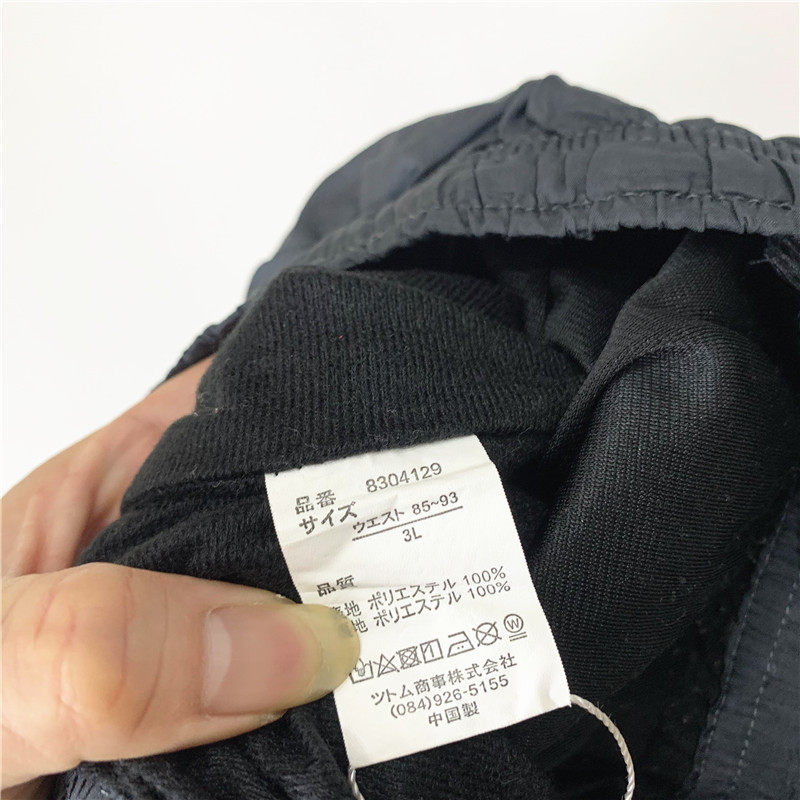 品番 8304129
サイズ ウエスト 85~93
3L
品質
地 ポリエステル 100%
地 ポリエステル 100%
W
ツトム商事株式会社
(084)926-5155
中国製